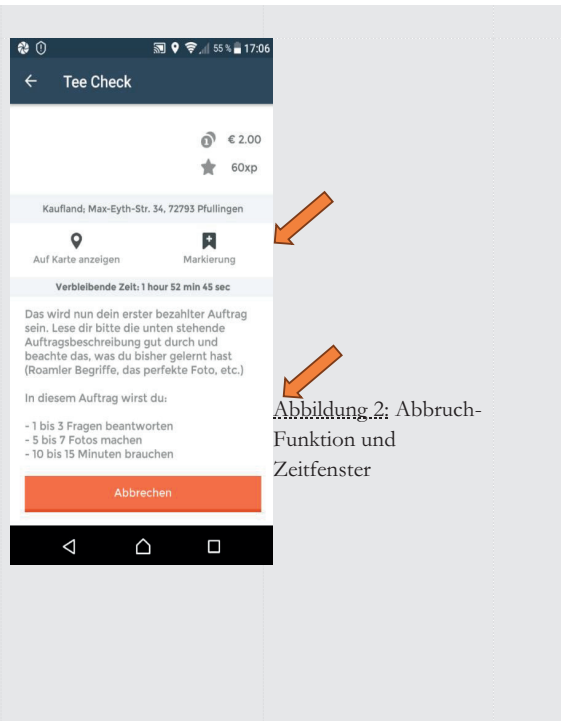 55 % 17:06
Tee Check
€ 2.00
60xp
Kaufland; Max-Eyth-Str. 34, 72793 Pfullingen
Auf Karte anzeigen
Markierung
Verbleibende Zeit: 1 hour 52 min 45 sec
Das wird nun dein erster bezahlter Auftrag
sein. Lese dir bitte die unten stehende
Auftragsbeschreibung gut durch und
beachte das, was du bisher gelernt hast
(Roamler Begriffe, das perfekte Foto, etc.)
In diesem Auftrag wirst du:
- 1 bis 3 Fragen beantworten
- 5 bis 7 Fotos machen
- 10 bis 15 Minuten brauchen
Abbrechen
Abbildung 2: Abbruch-
Funktion und
Zeitfenster